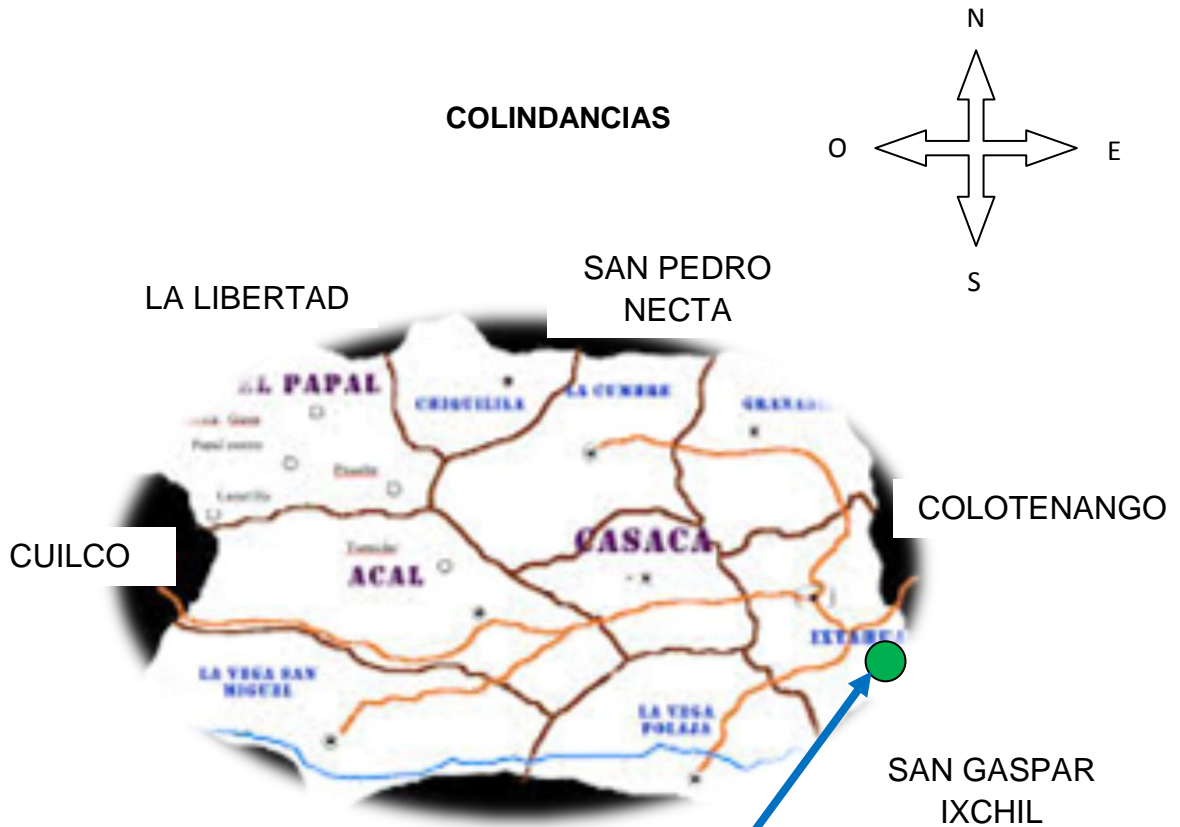 N
COLINDANCIAS
O
E
S
SAN PEDRO
NECTA
LA LIBERTAD
EL PAPAL
CHIQUILILA
LA CUMBRE
COLOTENANGO
CASACA
CUILCO
ACAL
LA VEGA SAN
MIGUEL
LA VEGA
POLAJA
SAN GASPAR
IXCHIL